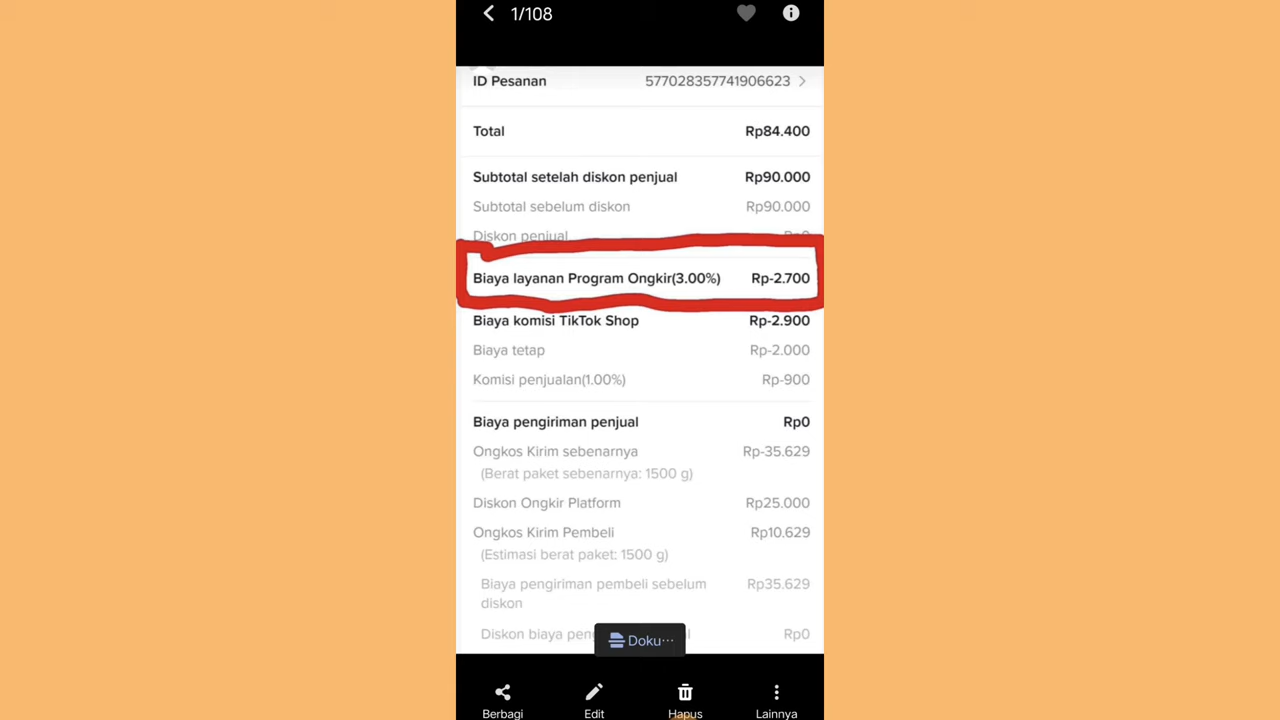 1/108
ID Pesanan 577028357741906623
Total Rp84.400
Subtotal setelah diskon penjual Rp90.000
Subtotal sebelum diskon Rp90.000
Diskon penjual Rp0
Biaya layanan Program Ongkir(3.00%) Rp-2.700
Biaya komisi TikTok Shop Rp-2.900
Biaya tetap Rp-2.000
Komisi penjualan(1.00%) Rp-900
Biaya pengiriman penjual Rp0
Ongkos Kirim sebenarnya Rp-35.629
(Berat paket sebenarnya: 1500 g)
Diskon Ongkir Platform Rp25.000
Ongkos Kirim Pembeli Rp10.629
(Estimasi berat paket: 1500 g)
Biaya pengiriman pembeli sebelum Rp35.629
diskon
Diskon biaya Rp0
Doku...
Berbagi Edit Hapus Lainnya